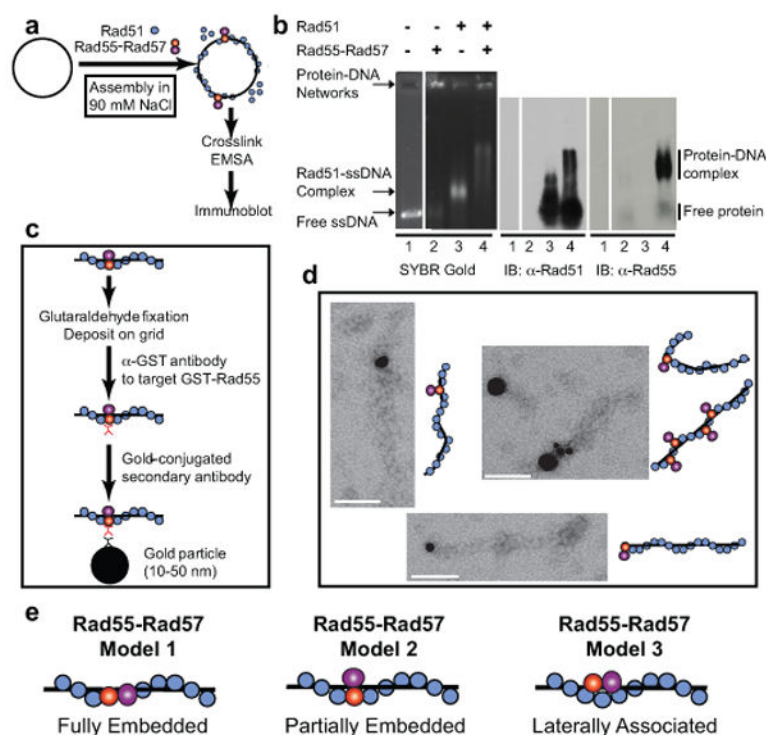 a
Rad51
Rad55-Rad57
Assembly in
90 mM NaCl
Crosslink
EMSA
Immunoblot
b
Rad51 - - + +
Rad55-Rad57 - + - +
Protein-DNA
Networks
Rad51-ssDNA
Complex
Free ssDNA
Protein-DNA
complex
Free protein
1 2 3 4 1 2 3 4 1 2 3 4
SYBR Gold IB: α-Rad51 IB: α-Rad55
c
Glutaraldehyde fixation
Deposit on grid
α-GST antibody
to target GST-Rad55
Gold-conjugated
secondary antibody
Gold particle
(10-50 nm)
d
e
Rad55-Rad57
Model 1
Fully Embedded
Rad55-Rad57
Model 2
Partially Embedded
Rad55-Rad57
Model 3
Laterally Associated